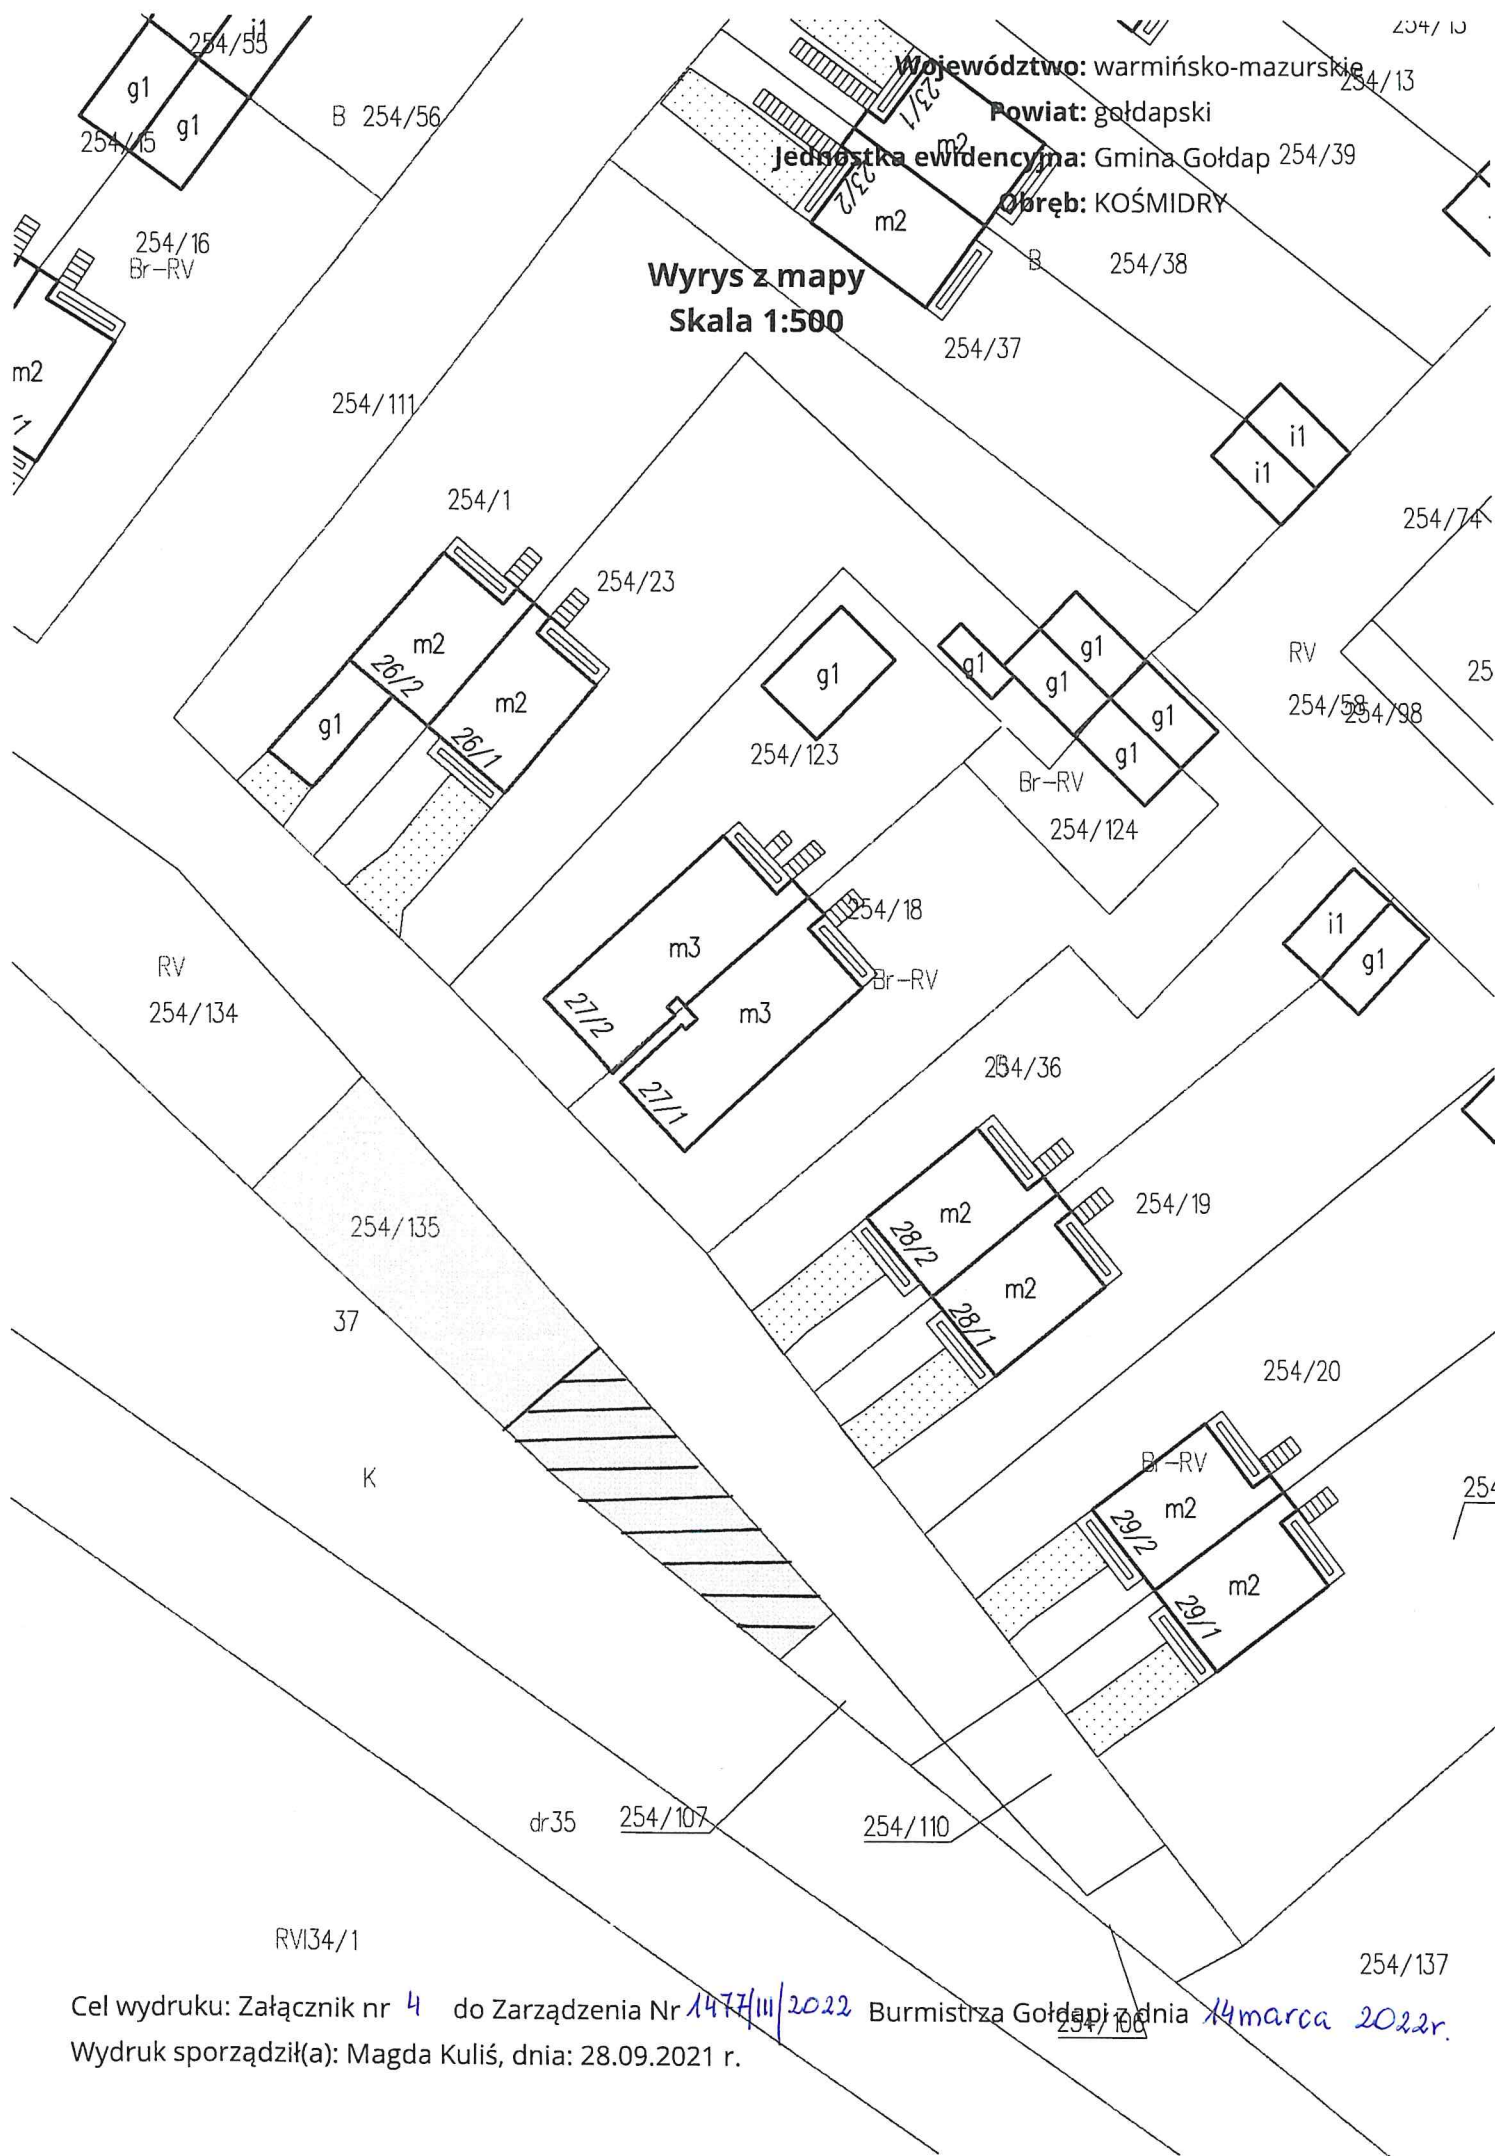 254/15
i1
254/55
Województwo: warmińsko-mazurskie
254/13
g1
g1
B 254/56
23/1
Powiat: gołdapski
254/15
m2
Jednostka ewidencyjna: Gmina Gołdap 254/39
23/2
Obręb: KOŚMIDRY
m2
254/16
Br-RV
B
254/38
Wyrys z mapy
Skala 1:500
254/37
m2
254/111
i1
i1
254/1
254/74
254/23
m2
26/2
m2
g1
26/1
g1
g1
g1
g1
g1
g1
RV
25
254/58
254/98
254/123
Br-RV
254/124
254/18
m3
Br-RV
i1
g1
RV
254/134
27/2
m3
27/1
254/36
254/135
m2
28/2
254/19
m2
28/1
37
254/20
K
Br-RV
m2
29/2
254
m2
29/1
dr35
254/107
254/110
RVI34/1
254/137
Cel wydruku: Załącznik nr 4 do Zarządzenia Nr 1477/III/2022 Burmistrza Gołdapi z dnia 14 marca 2022r.
254/106
Wydruk sporządził(a): Magda Kuliś, dnia: 28.09.2021 r.